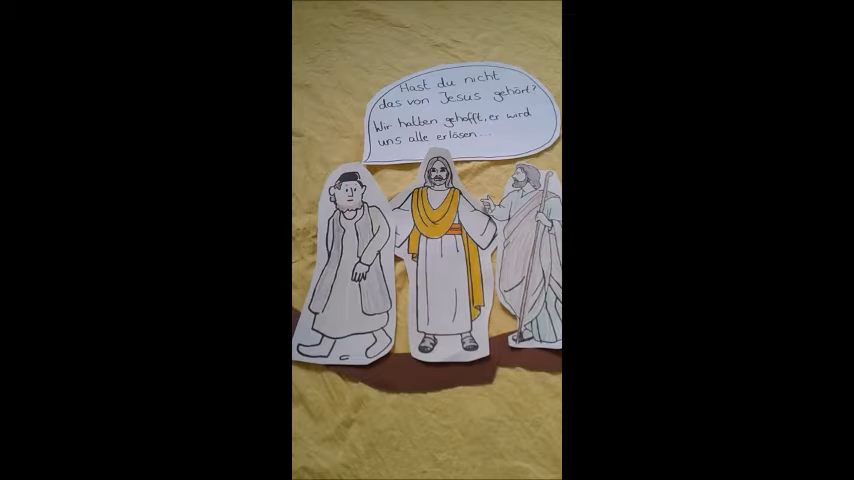 Hast du nicht
das von Jesus gehört?
Wir hatten gehofft, er wird
uns alle erlösen...